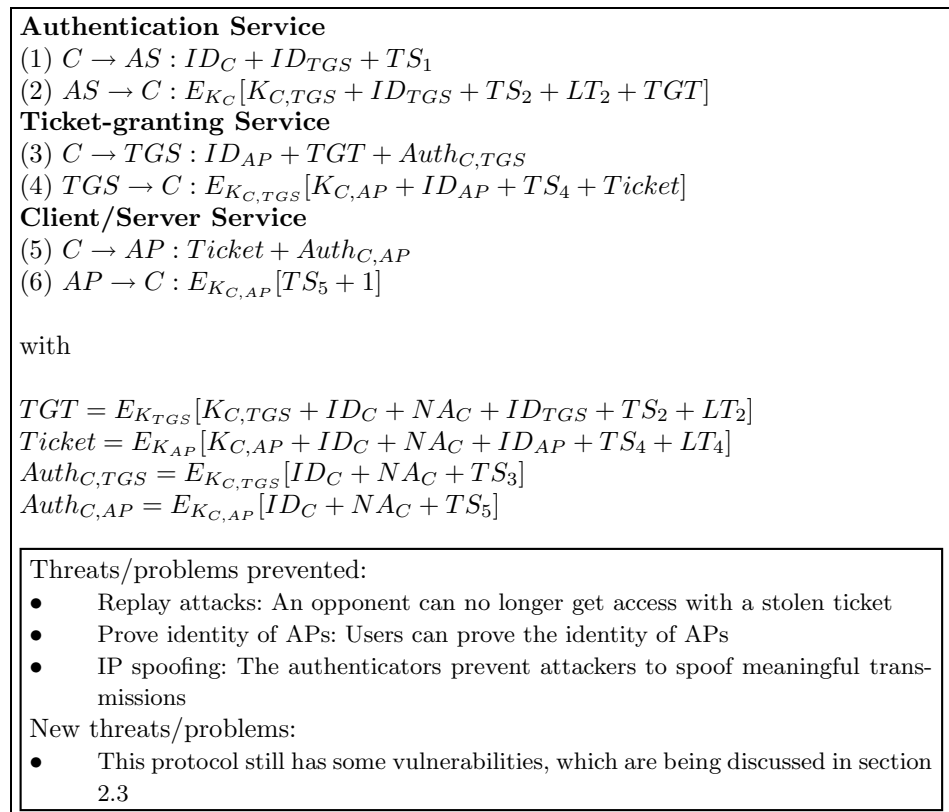 Authentication Service
(1) C → AS : ID_C + ID_TGS + TS_1
(2) AS → C : E_{K_C}[K_{C,TGS} + ID_TGS + TS_2 + LT_2 + TGT]
Ticket-granting Service
(3) C → TGS : ID_AP + TGT + Auth_{C,TGS}
(4) TGS → C : E_{K_{C,TGS}}[K_{C,AP} + ID_AP + TS_4 + Ticket]
Client/Server Service
(5) C → AP : Ticket + Auth_{C,AP}
(6) AP → C : E_{K_{C,AP}}[TS_5 + 1]
with
TGT = E_{K_{TGS}}[K_{C,TGS} + ID_C + NA_C + ID_TGS + TS_2 + LT_2]
Ticket = E_{K_{AP}}[K_{C,AP} + ID_C + NA_C + ID_AP + TS_4 + LT_4]
Auth_{C,TGS} = E_{K_{C,TGS}}[ID_C + NA_C + TS_3]
Auth_{C,AP} = E_{K_{C,AP}}[ID_C + NA_C + TS_5]
Threats/problems prevented:
• Replay attacks: An opponent can no longer get access with a stolen ticket
• Prove identity of APs: Users can prove the identity of APs
• IP spoofing: The authenticators prevent attackers to spoof meaningful trans-
missions
New threats/problems:
• This protocol still has some vulnerabilities, which are being discussed in section
2.3